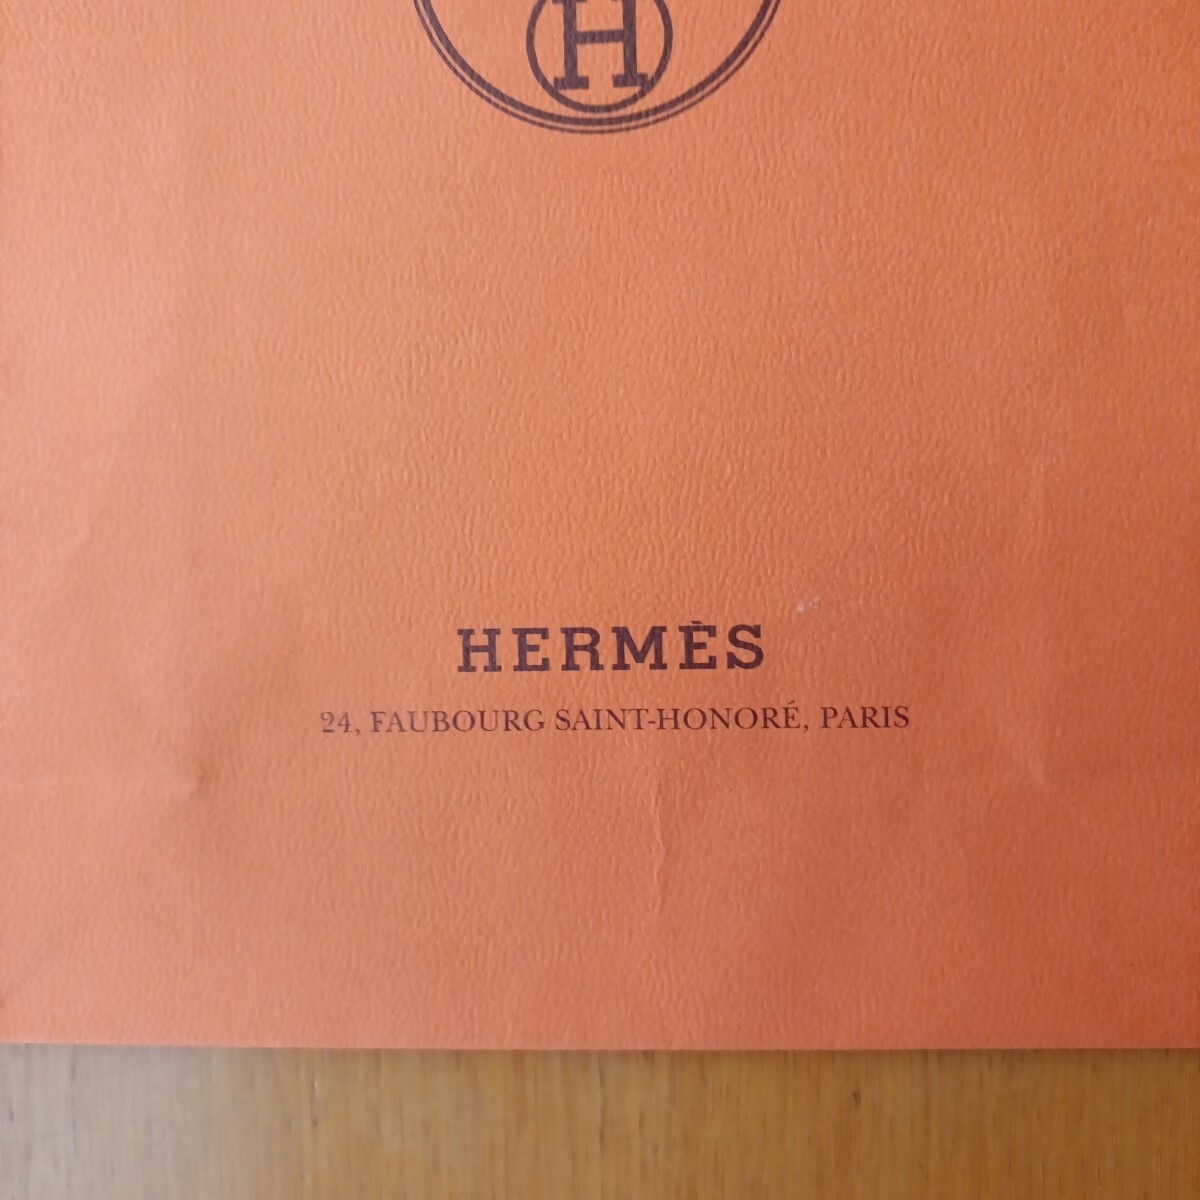 H
HERMÈS
24, FAUBOURG SAINT-HONORÉ, PARIS